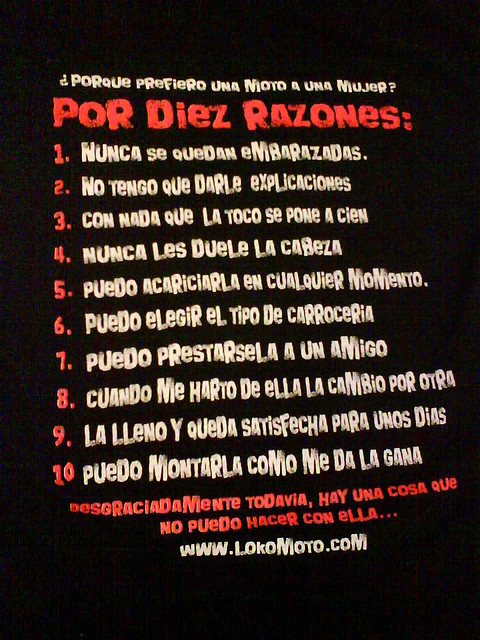 ¿PORQUE PREFIERO UNA MOTO A UNA MUJER?
POR DIEZ RAZONES:
1. NUNCA SE QUEDAN EMBARAZADAS.
2. NO TENGO QUE DARLE EXPLICACIONES
3. CON NADA QUE LA TOCO SE PONE A CIEN
4. NUNCA LES DUELE LA CABEZA
5. PUEDO ACARICIARLA EN CUALQUIER MOMENTO.
6. PUEDO ELEGIR EL TIPO DE CARROCERIA
7. PUEDO PRESTARSELA A UN AMIGO
8. CUANDO ME HARTO DE ELLA LA CAMBIO POR OTRA
9. LA LLENO Y QUEDA SATISFECHA PARA UNOS DIAS
10 PUEDO MONTARLA COMO ME DA LA GANA
DESGRACIADAMENTE TODAVIA, HAY UNA COSA QUE
NO PUEDO HACER CON ELLA...
WWW.LOKOMOTO.COM